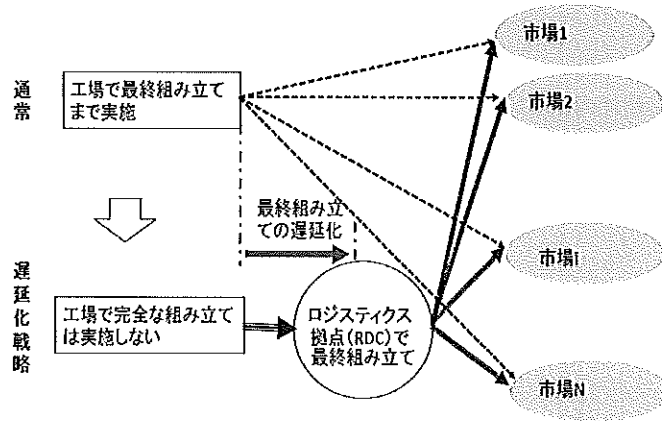 通常
工場で最終組み立て
まで実施
市場1
市場2
最終組み立
ての遅延化
市場i
遅延化戦略
工場で完全な組み立て
は実施しない
ロジスティクス
拠点(RDC)で
最終組み立て
市場N